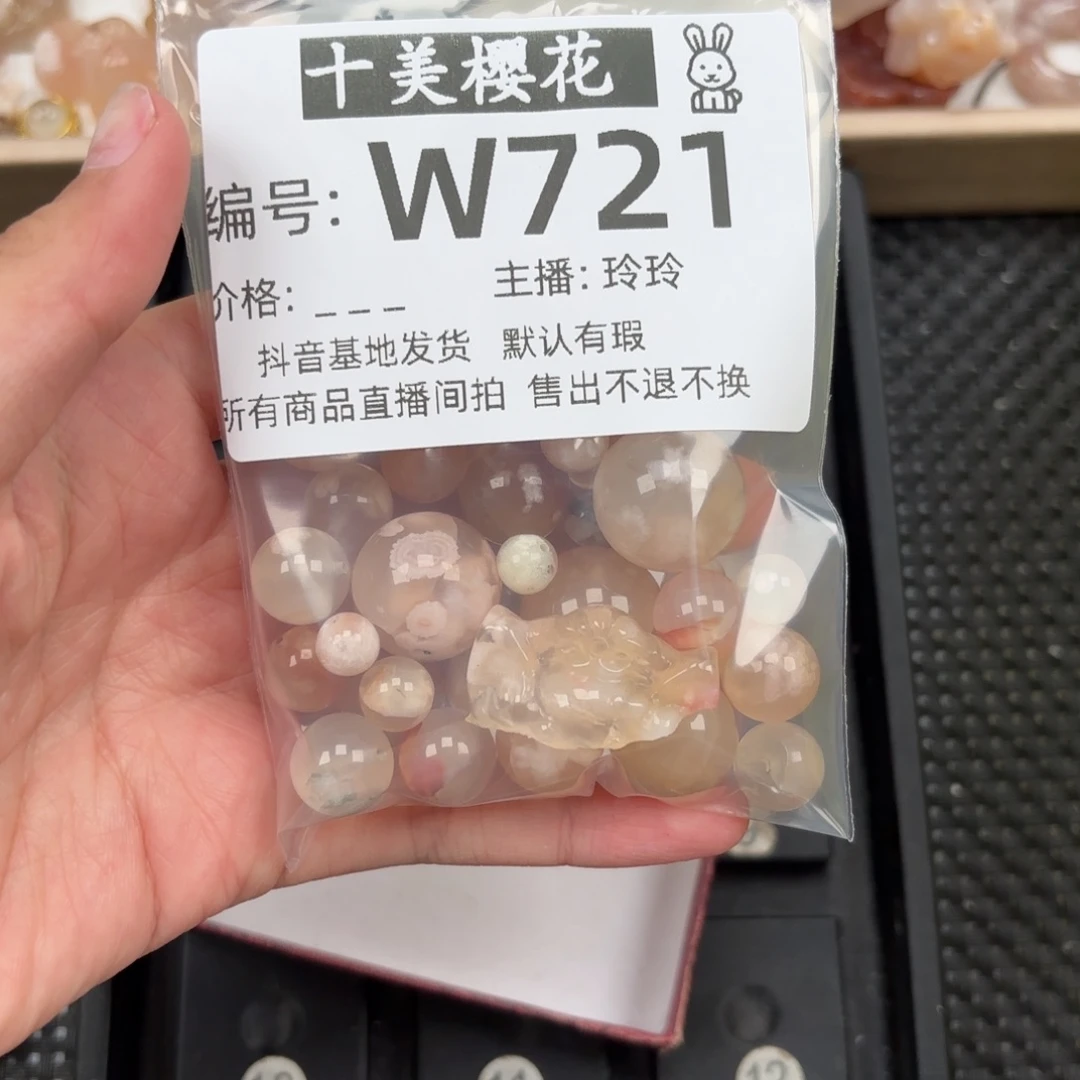 十美樱花
编号: W721
价格: _ _ _ 主播: 玲玲
抖音基地发货 默认有瑕
所有商品直播间拍 售出不退不换